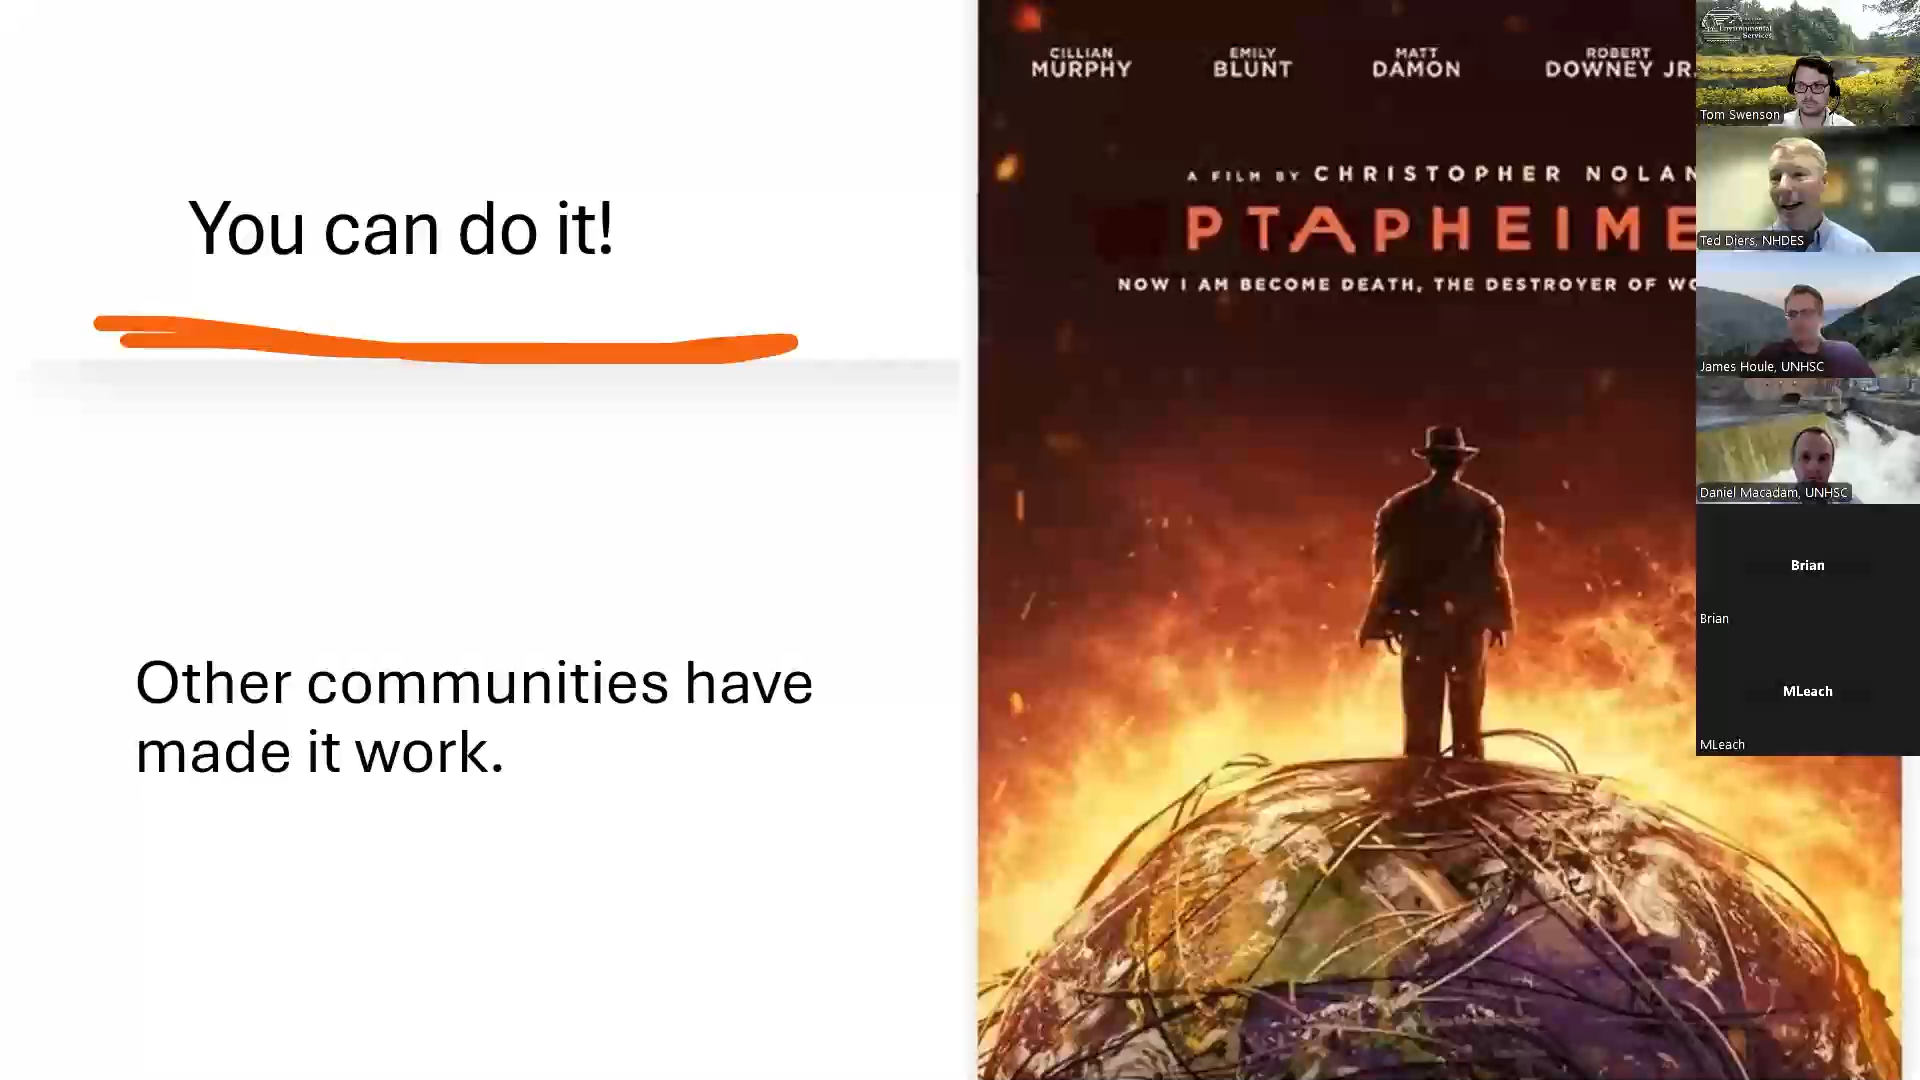 You can do it!
Other communities have
made it work.
CILLIAN
MURPHY
EMILY
BLUNT
MATT
DAMON
ROBERT
DOWNEY JR.
A FILM BY CHRISTOPHER NOLAN
PTAPHEIME
NOW I AM BECOME DEATH, THE DESTROYER OF WO
Environmental
Services
Tom Swenson
Ted Diers, NHDES
James Houle, UNHSC
Daniel Macadam, UNHSC
Brian
Brian
MLeach
MLeach